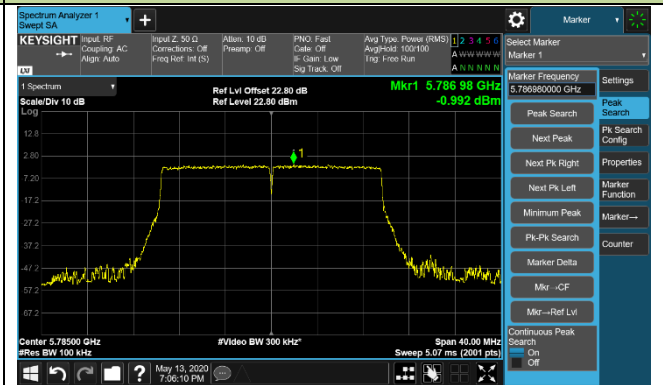 Spectrum Analyzer 1
Swept SA
+
Marker
KEYSIGHT
Input: RF
Coupling: AC
Align: Auto
Input Z: 50 Ω
Corrections: Off
Freq Ref: Int (S)
Atten: 10 dB
Preamp: Off
PNO: Fast
Gate: Off
IF Gain: Low
Sig Track: Off
Avg Type: Power (RMS)
Avg|Hold: 100/100
Trig: Free Run
1 2 3 4 5 6
A W W W W W
A N N N N N
LXI
Select Marker
Marker 1
1 Spectrum
Scale/Div 10 dB
Log
Ref Lvl Offset 22.80 dB
Ref Level 22.80 dBm
Mkr1 5.786 98 GHz
-0.992 dBm
1
12.8
2.80
-7.20
-17.2
-27.2
-37.2
-47.2
-57.2
-67.2
Center 5.78500 GHz
#Res BW 100 kHz
#Video BW 300 kHz*
Span 40.00 MHz
Sweep 5.07 ms (2001 pts)
Marker Frequency
5.786980000 GHz
Peak Search
Next Peak
Next Pk Right
Next Pk Left
Minimum Peak
Pk-Pk Search
Marker Delta
Mkr→CF
Mkr→Ref Lvl
Continuous Peak
Search
On
Off
Settings
Peak
Search
Pk Search
Config
Properties
Marker
Function
Marker→
Counter
?
May 13, 2020
7:06:10 PM